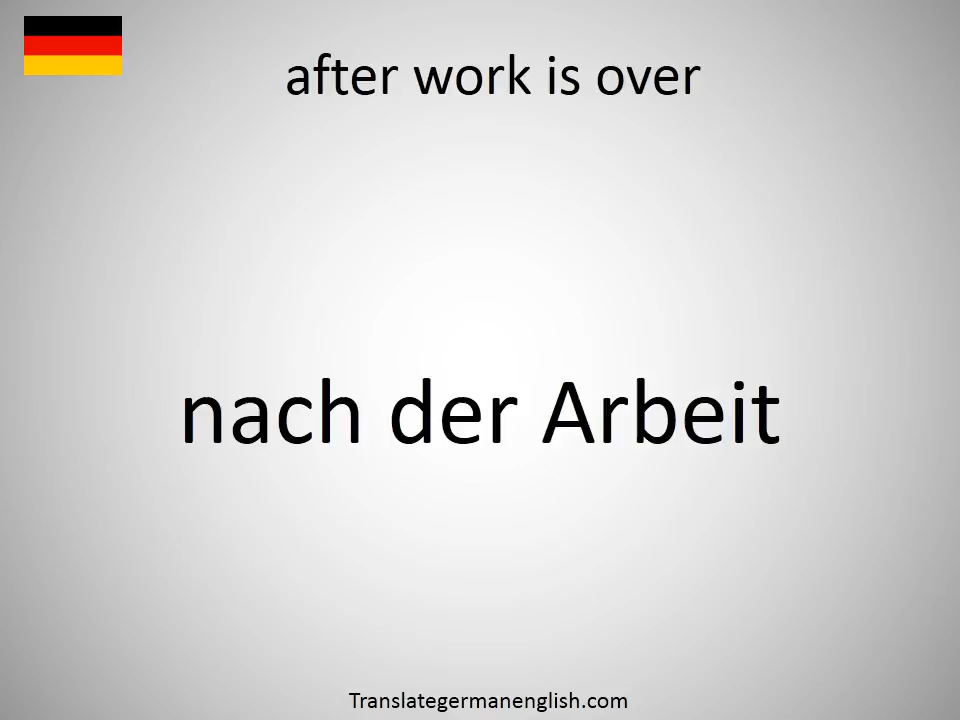 after work is over
nach der Arbeit
Translategermanenglish.com